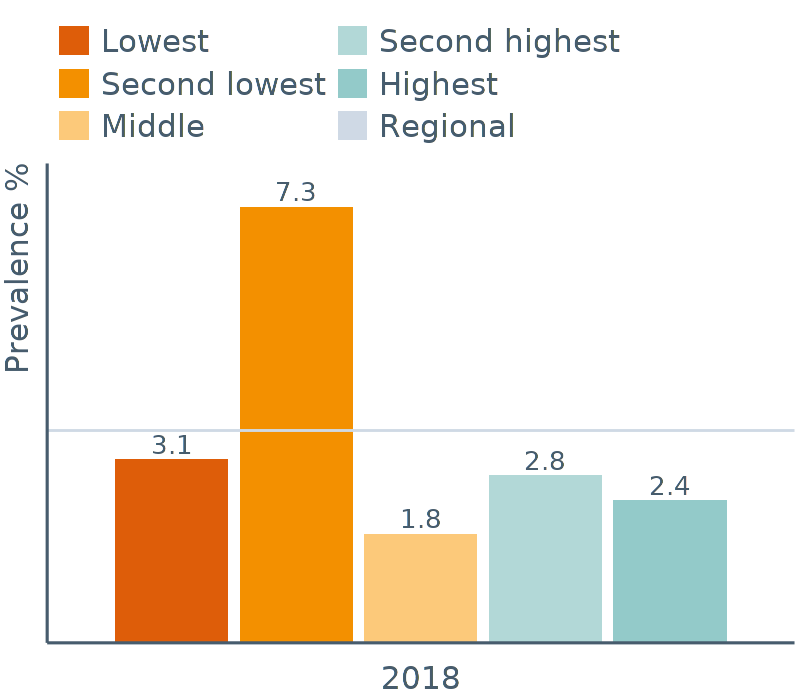 Lowest
Second lowest
Middle
Second highest
Highest
Regional
Prevalence %
3.1
7.3
1.8
2.8
2.4
2018